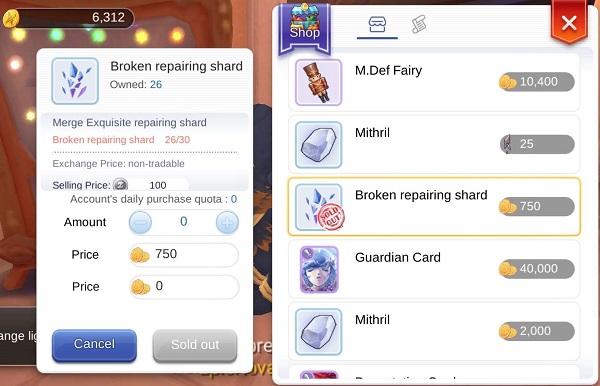 6,312
Broken repairing shard
Owned: 26
Merge Exquisite repairing shard
Broken repairing shard 26/30
Exchange Price: non-tradable
Selling Price: 100
Account's daily purchase quota : 0
Amount 0
Price 750
Price 0
Cancel
Sold out
ange lig
Shop
M.Def Fairy
10,400
Mithril
25
Broken repairing shard
SOLD OUT
750
Guardian Card
40,000
Mithril
2,000